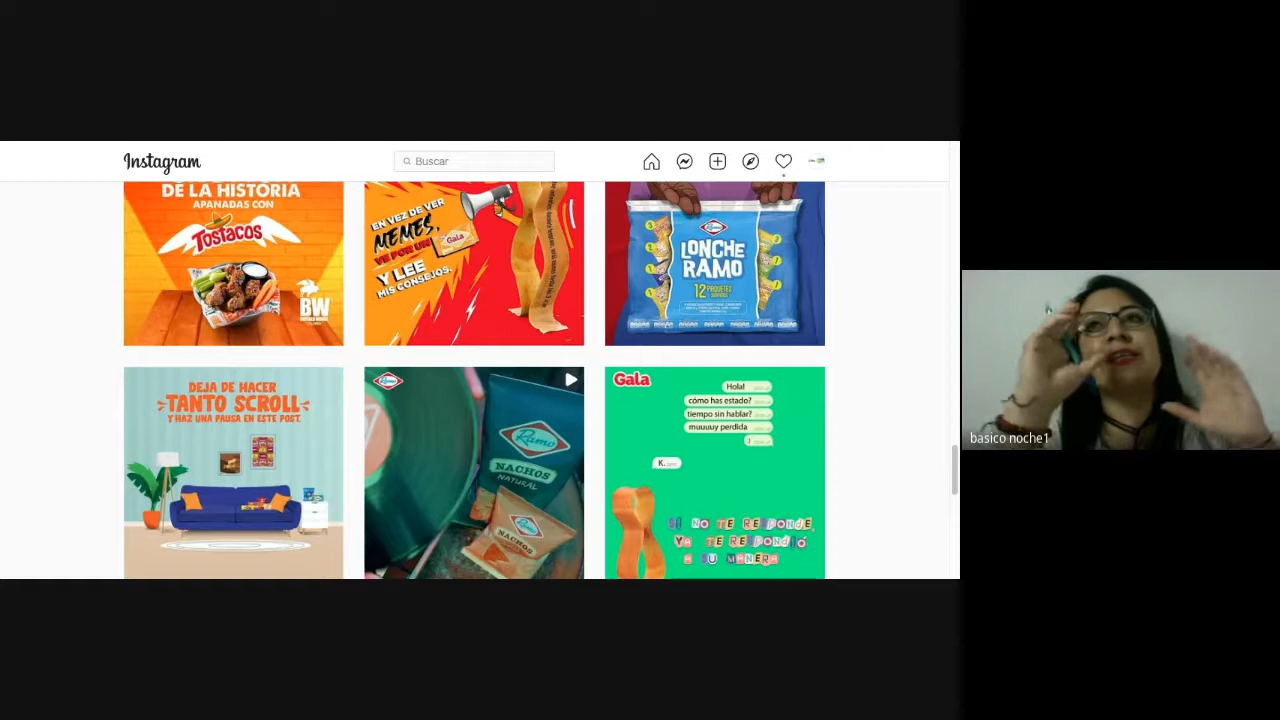 Instagram
Buscar
DE LA HISTORIA
APANADAS CON
TOSTACOS
BW
EN VEZ DE VER
MEMES,
VE POR UN
Gala
Y LEE
MIS CONSEJOS.
LONCHE
RAMO
12 PAQUETES
SURTIDOS
DEJA DE HACER
TANTO SCROLL
Y HAZ UNA PAUSA EN ESTE POST.
Ramo
Ramo
NACHOS
NATURAL
Ramo
NACHOS
Gala
Hola!
cómo has estado?
tiempo sin hablar?
muuuuy perdida
:)
K.
SI NO TE RESPONDE,
YA TE RESPONDIÓ
A SU MANERA
basico noche1